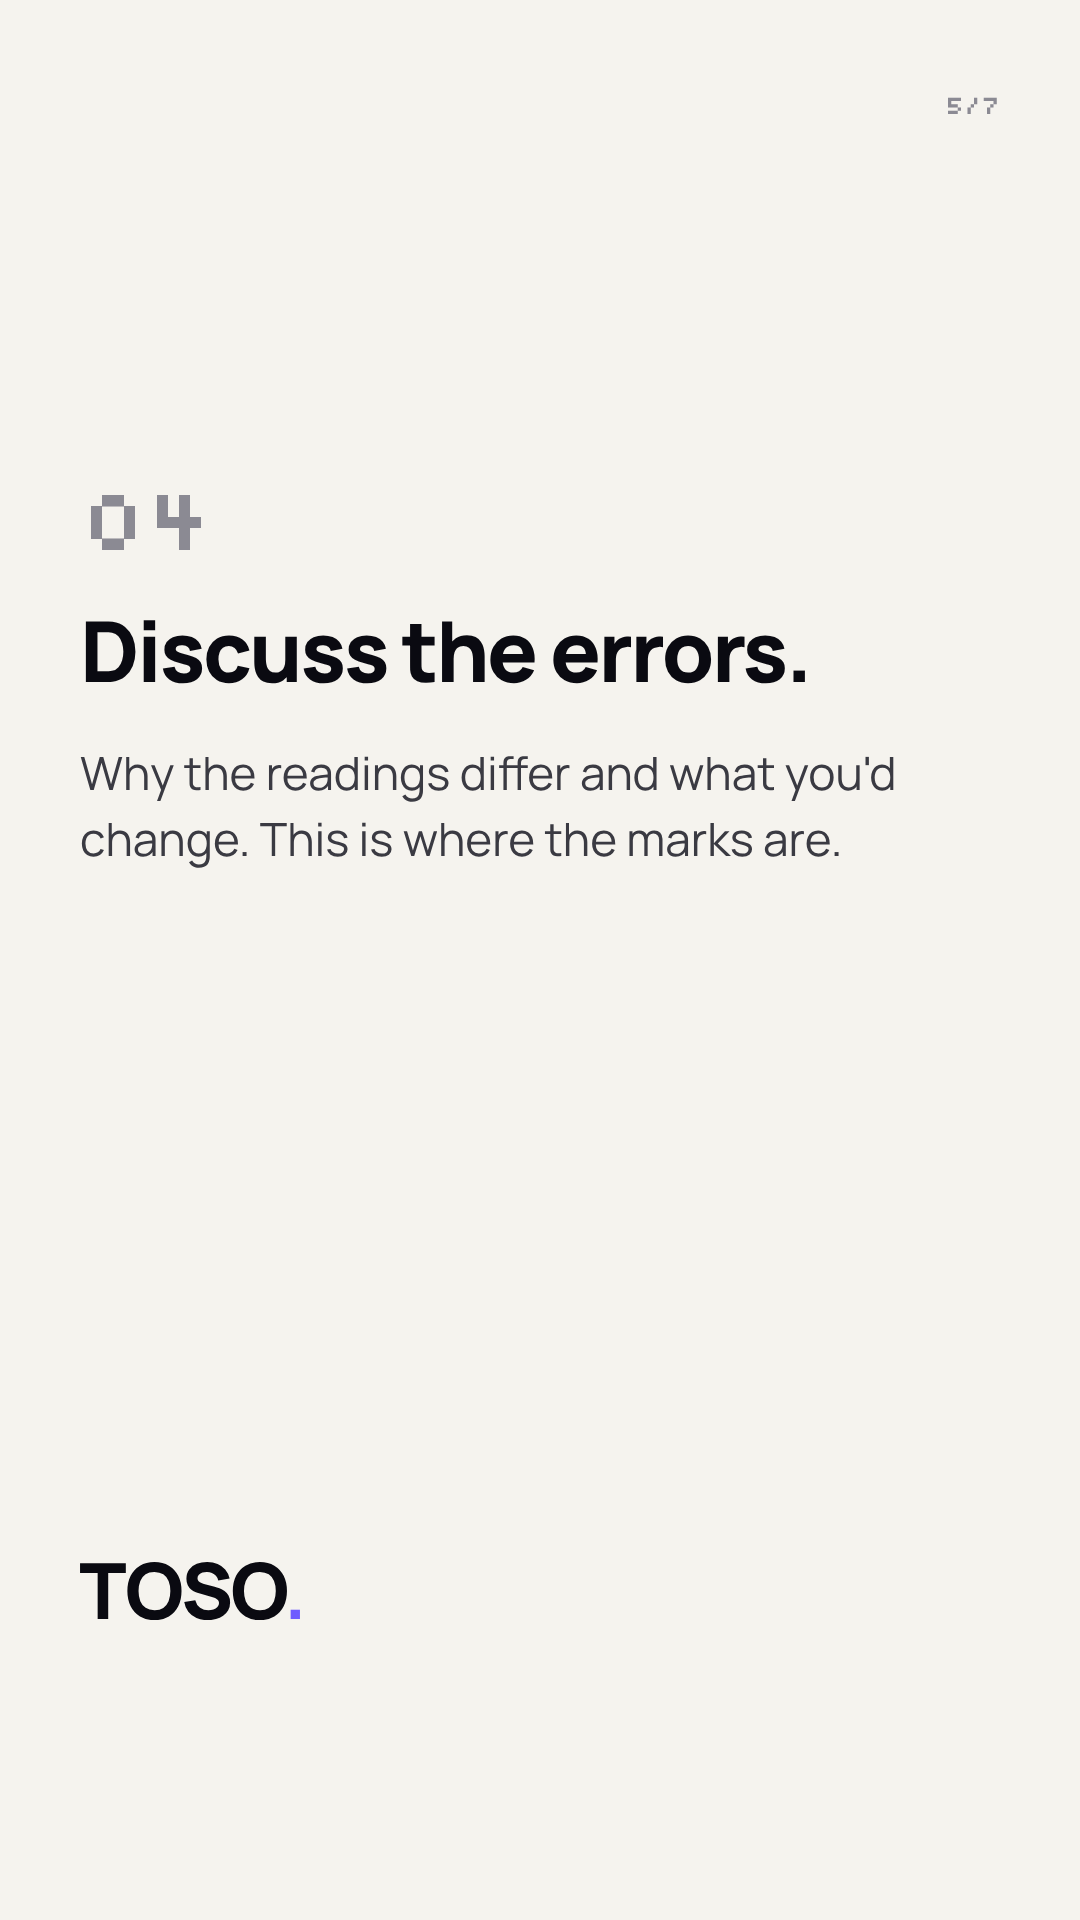 5/7
04
Discuss the errors.
Why the readings differ and what you'd
change. This is where the marks are.
TOSO.